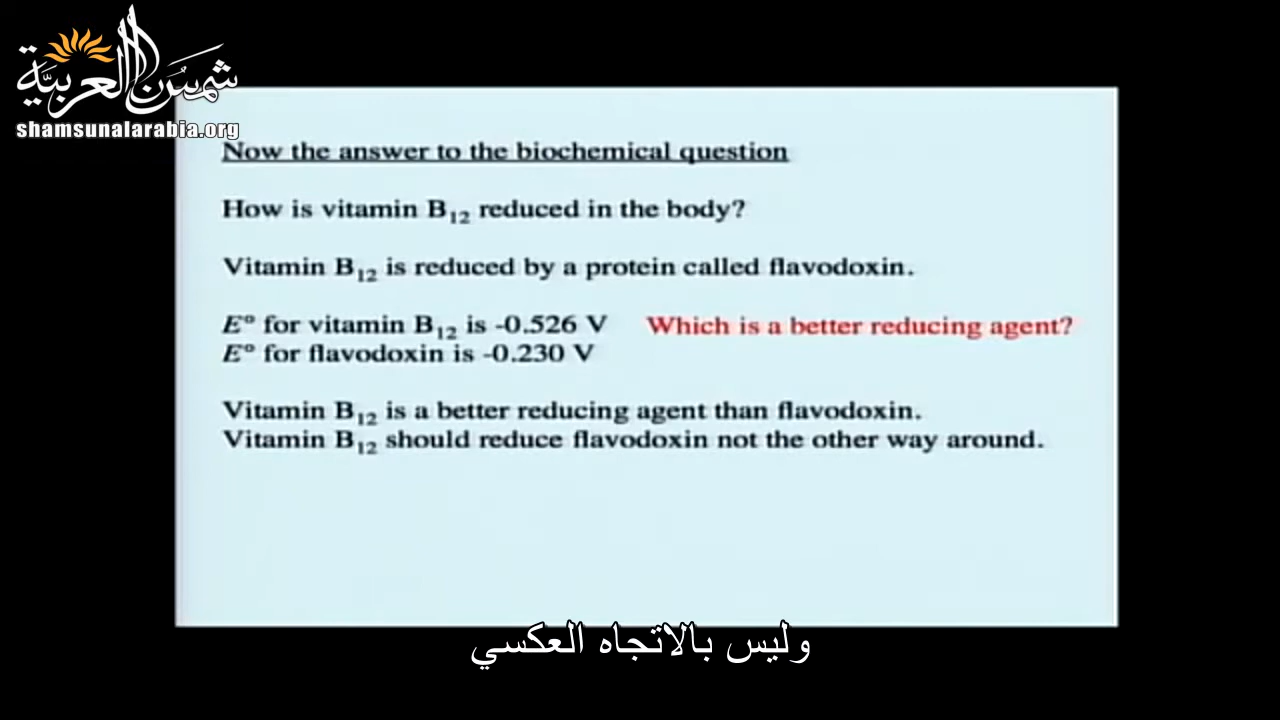 شمس العربية
shamsunalarabia.org
Now the answer to the biochemical question
How is vitamin B₁₂ reduced in the body?
Vitamin B₁₂ is reduced by a protein called flavodoxin.
E° for vitamin B₁₂ is -0.526 V Which is a better reducing agent?
E° for flavodoxin is -0.230 V
Vitamin B₁₂ is a better reducing agent than flavodoxin.
Vitamin B₁₂ should reduce flavodoxin not the other way around.
وليس بالاتجاه العكسي